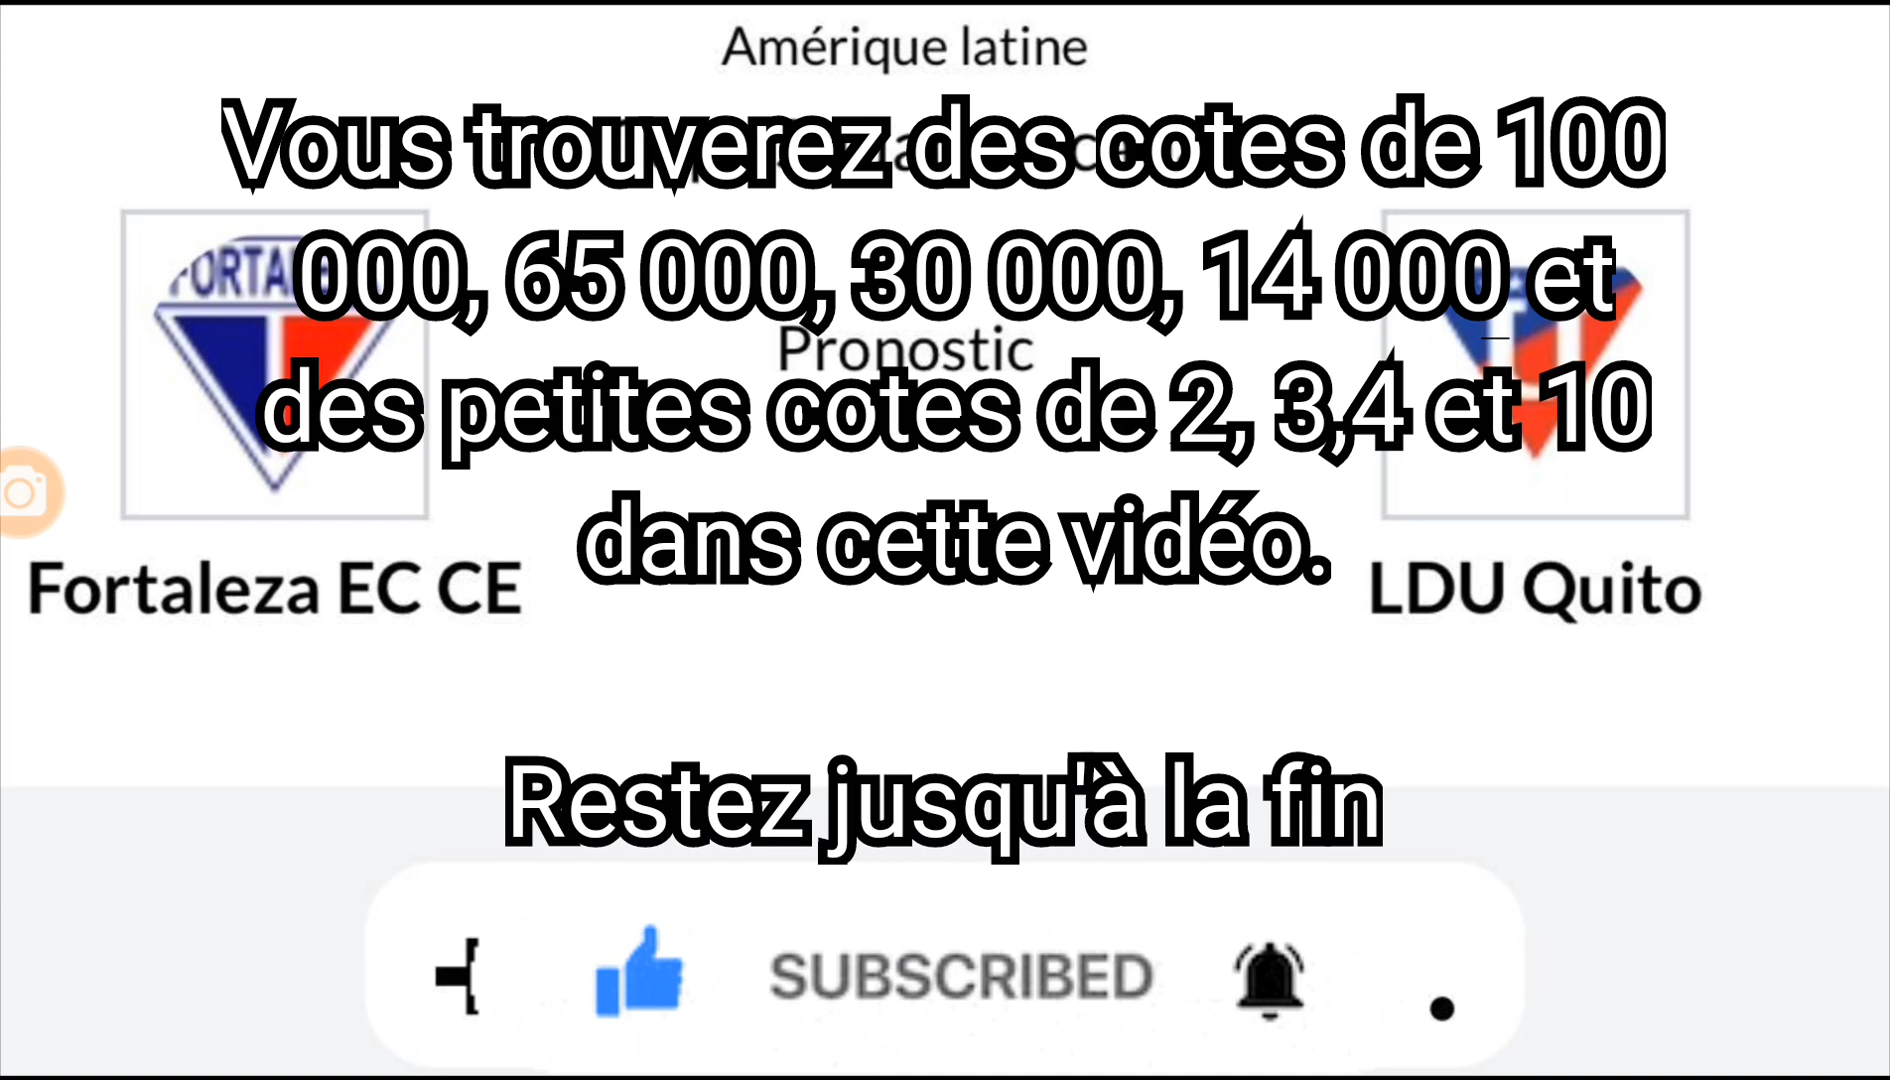 Amérique latine
Vous trouverez des cotes de 100
000, 65 000, 30 000, 14 000 et
des petites cotes de 2, 3,4 et 10
dans cette vidéo.
Pronostic
Fortaleza EC CE
LDU Quito
Restez jusqu'à la fin
SUBSCRIBED